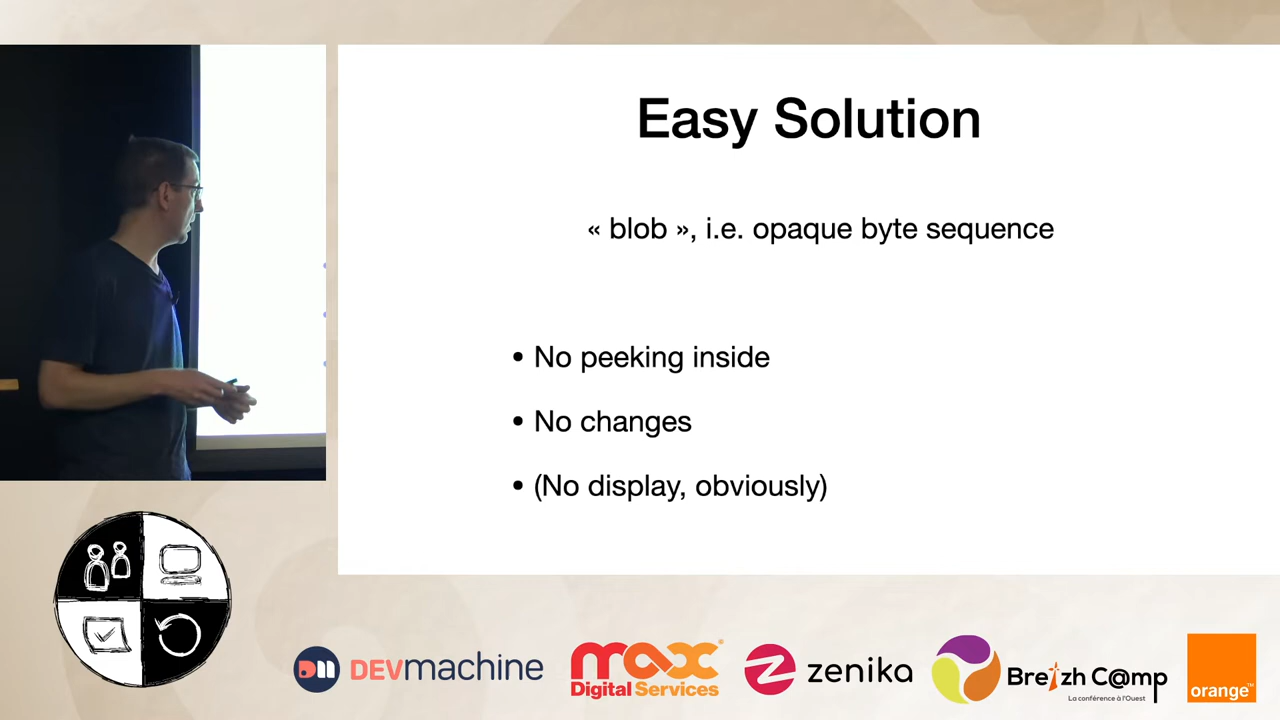 Easy Solution
« blob », i.e. opaque byte sequence
• No peeking inside
• No changes
• (No display, obviously)
DEVmachine
max
Digital Services
zenika
Breizh C@mp
La conférence à l'Ouest
orange™